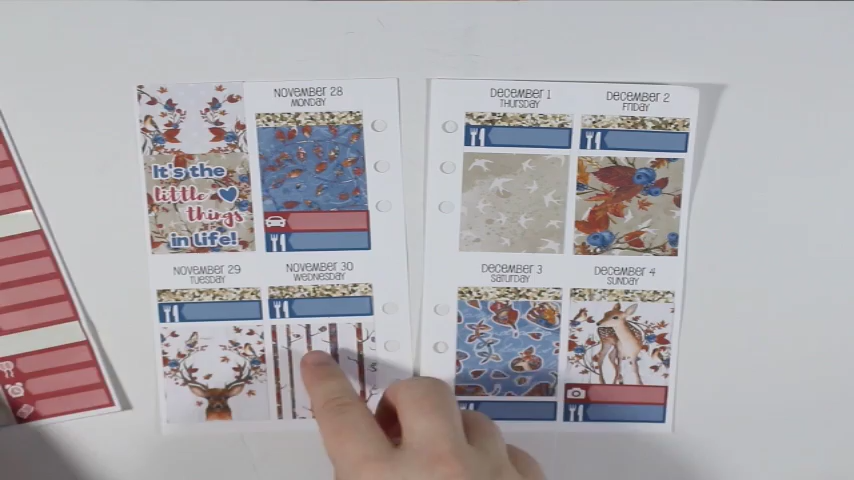 NOVEMBER 28
MONDAY
It's the
little
things
in life!
NOVEMBER 29
TUESDAY
NOVEMBER 30
WEDNESDAY
DECEMBER 1
THURSDAY
DECEMBER 2
FRIDAY
DECEMBER 3
SATURDAY
DECEMBER 4
SUNDAY